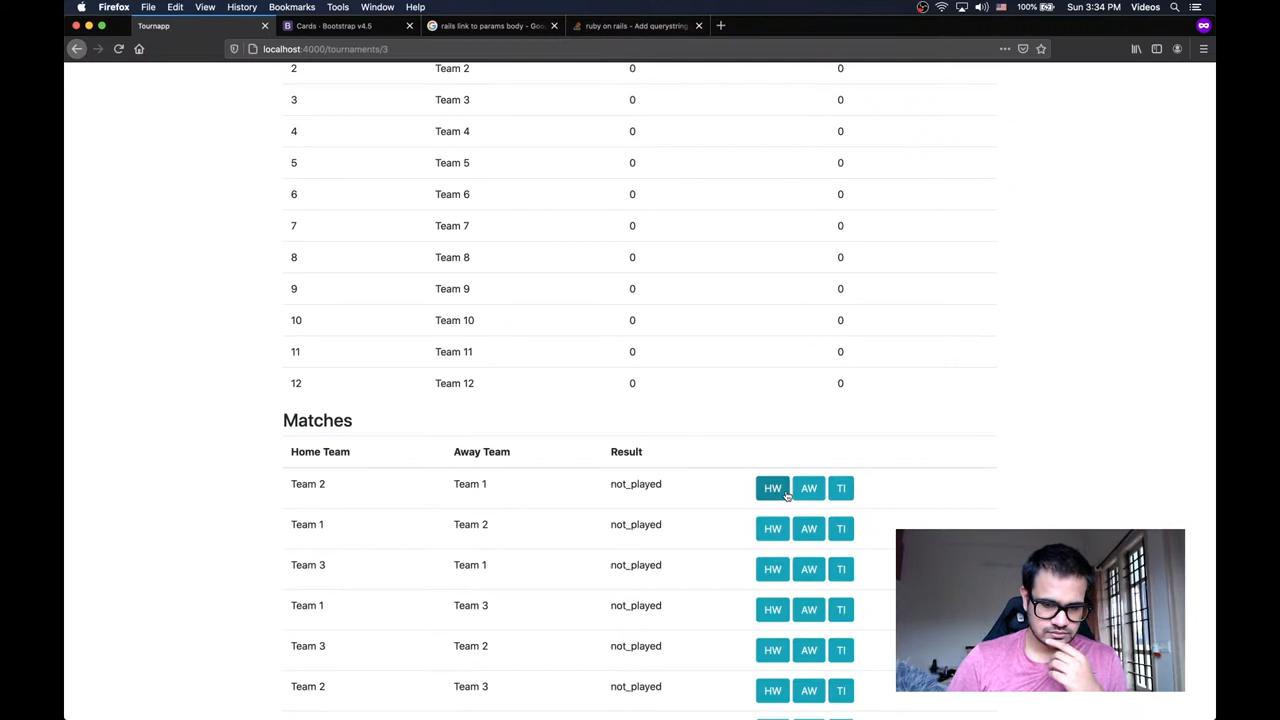 Firefox File Edit View History Bookmarks Tools Window Help 100% Sun 3:34 PM Videos
Tournapp Cards · Bootstrap v4.5 rails link to params body - Goo ruby on rails - Add querystring
localhost:4000/tournaments/3
2 Team 2 0 0
3 Team 3 0 0
4 Team 4 0 0
5 Team 5 0 0
6 Team 6 0 0
7 Team 7 0 0
8 Team 8 0 0
9 Team 9 0 0
10 Team 10 0 0
11 Team 11 0 0
12 Team 12 0 0
Matches
Home Team Away Team Result
Team 2 Team 1 not_played HW AW TI
Team 1 Team 2 not_played HW AW TI
Team 3 Team 1 not_played HW AW TI
Team 1 Team 3 not_played HW AW TI
Team 3 Team 2 not_played HW AW TI
Team 2 Team 3 not_played HW AW TI